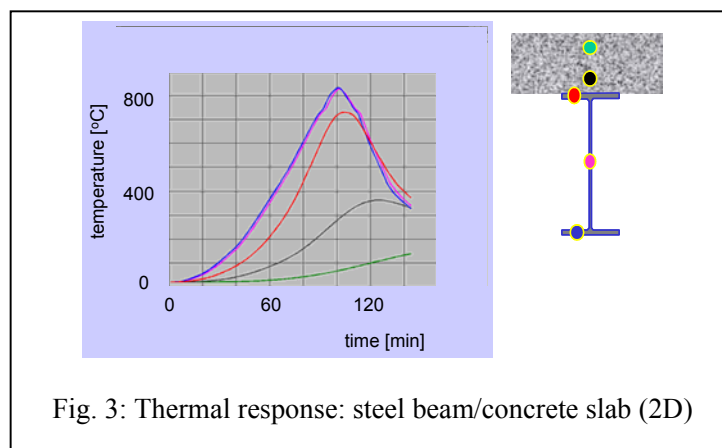 800
400
0
0
60
120
temperature [ºC]
time [min]
Fig. 3: Thermal response: steel beam/concrete slab (2D)